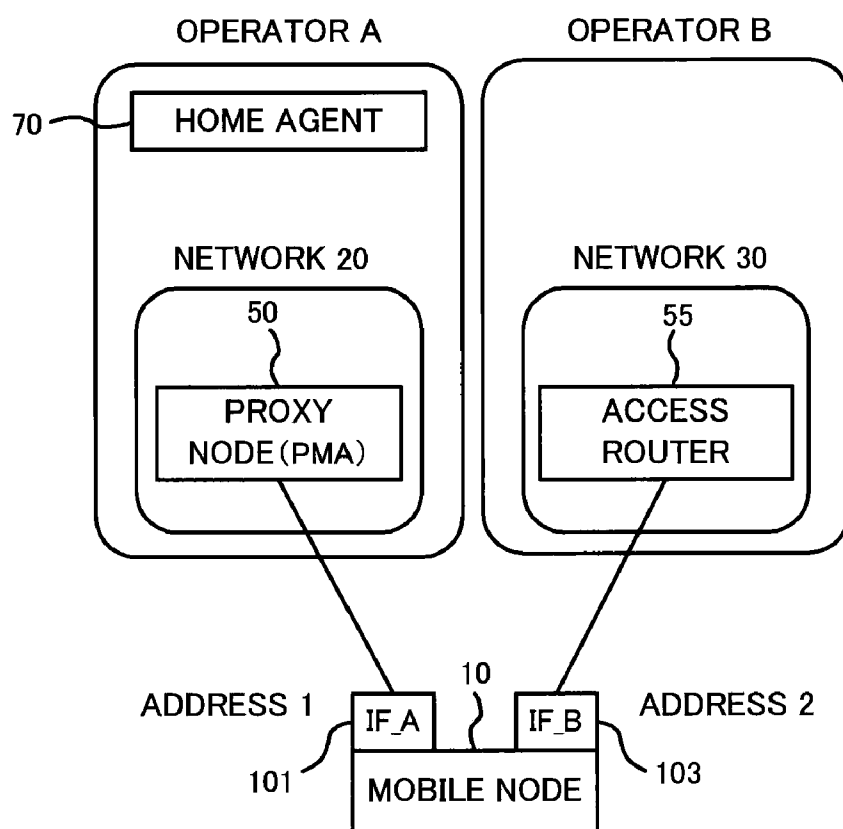 OPERATOR A
OPERATOR B
70
HOME AGENT
NETWORK 20
NETWORK 30
50
55
PROXY
NODE(PMA)
ACCESS
ROUTER
10
ADDRESS 1
IF_A
IF_B
ADDRESS 2
101
103
MOBILE NODE